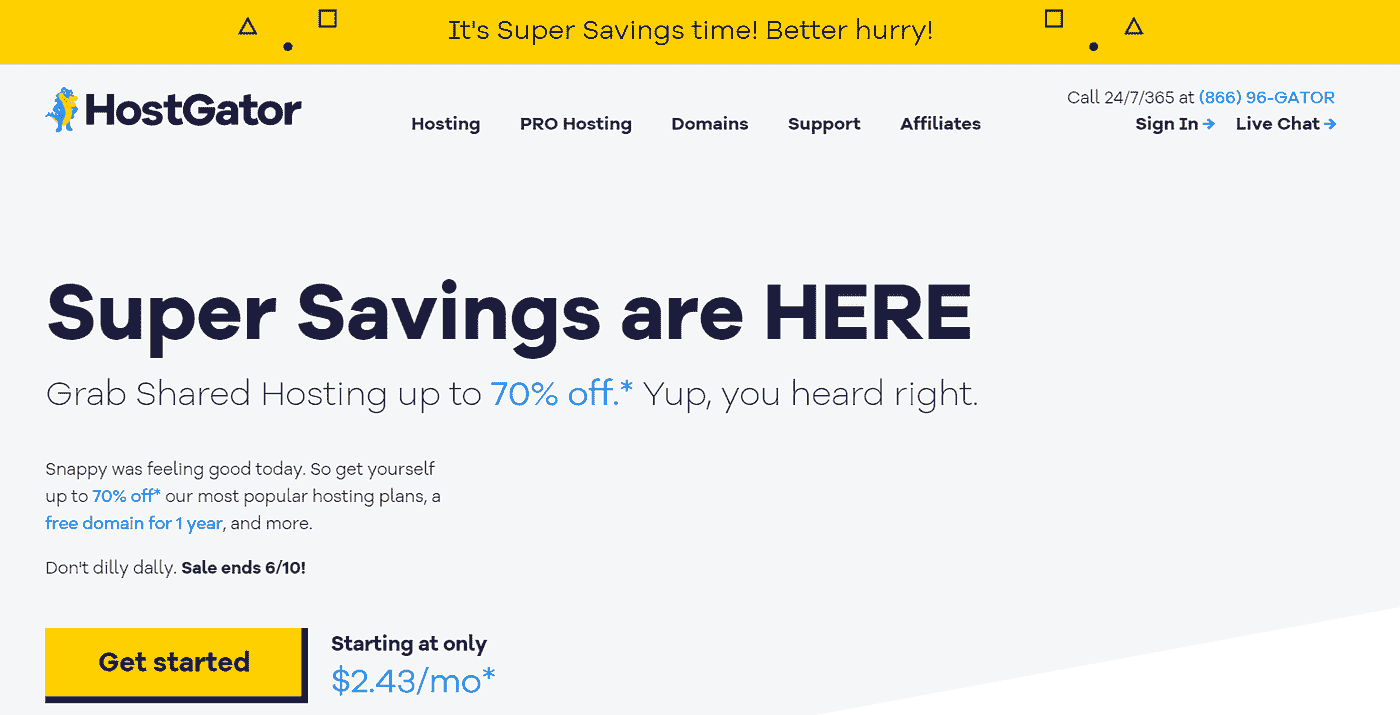 It's Super Savings time! Better hurry!
HostGator
Call 24/7/365 at (866) 96-GATOR
Hosting PRO Hosting Domains Support Affiliates
Sign In → Live Chat →
Super Savings are HERE
Grab Shared Hosting up to 70% off.* Yup, you heard right.
Snappy was feeling good today. So get yourself
up to 70% off* our most popular hosting plans, a
free domain for 1 year, and more.
Don't dilly dally. Sale ends 6/10!
Get started
Starting at only
$2.43/mo*